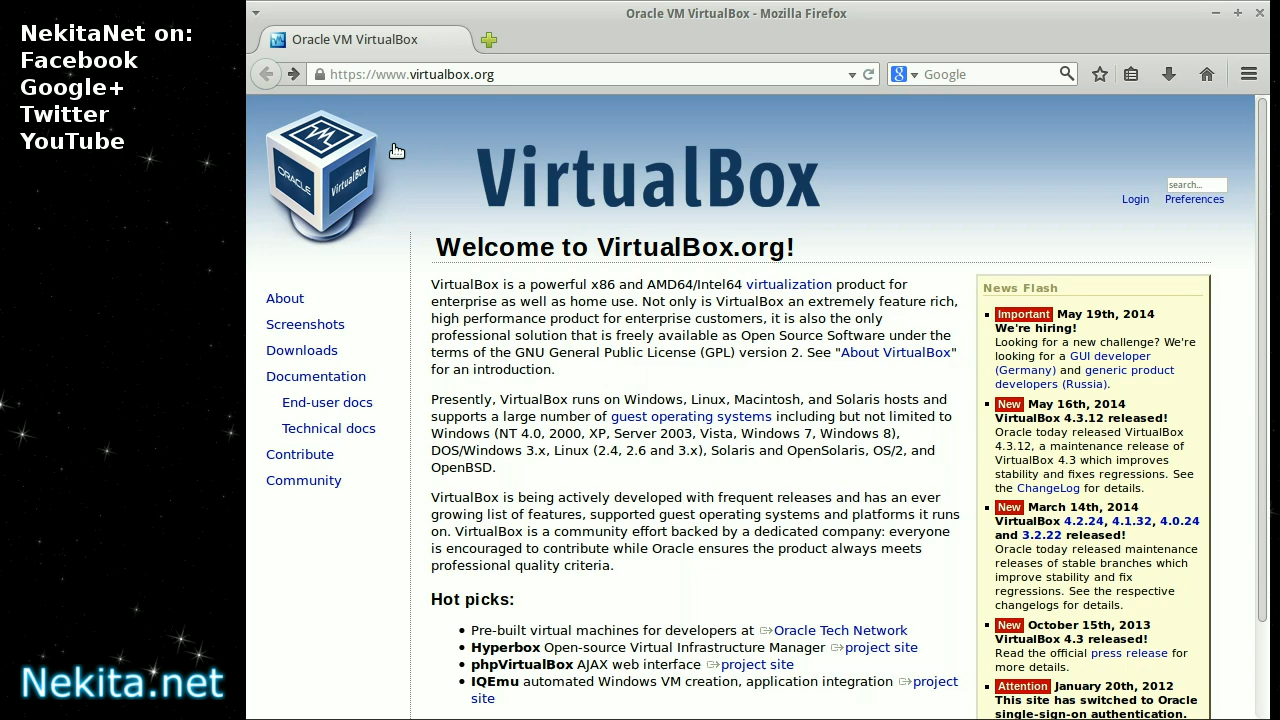 NekitaNet on:
Facebook
Google+
Twitter
YouTube
Nekita.net
Oracle VM VirtualBox - Mozilla Firefox
Oracle VM VirtualBox
https://www.virtualbox.org
Google
ORACLE
VirtualBox
VirtualBox
search...
Login Preferences
Welcome to VirtualBox.org!
About
Screenshots
Downloads
Documentation
End-user docs
Technical docs
Contribute
Community
VirtualBox is a powerful x86 and AMD64/Intel64 virtualization product for
enterprise as well as home use. Not only is VirtualBox an extremely feature rich,
high performance product for enterprise customers, it is also the only
professional solution that is freely available as Open Source Software under the
terms of the GNU General Public License (GPL) version 2. See "About VirtualBox"
for an introduction.
Presently, VirtualBox runs on Windows, Linux, Macintosh, and Solaris hosts and
supports a large number of guest operating systems including but not limited to
Windows (NT 4.0, 2000, XP, Server 2003, Vista, Windows 7, Windows 8),
DOS/Windows 3.x, Linux (2.4, 2.6 and 3.x), Solaris and OpenSolaris, OS/2, and
OpenBSD.
VirtualBox is being actively developed with frequent releases and has an ever
growing list of features, supported guest operating systems and platforms it runs
on. VirtualBox is a community effort backed by a dedicated company: everyone
is encouraged to contribute while Oracle ensures the product always meets
professional quality criteria.
Hot picks:
• Pre-built virtual machines for developers at Oracle Tech Network
• Hyperbox Open-source Virtual Infrastructure Manager project site
• phpVirtualBox AJAX web interface project site
• IQEmu automated Windows VM creation, application integration project
site
News Flash
Important May 19th, 2014
We're hiring!
Looking for a new challenge? We're
looking for a GUI developer
(Germany) and generic product
developers (Russia).
New May 16th, 2014
VirtualBox 4.3.12 released!
Oracle today released VirtualBox
4.3.12, a maintenance release of
VirtualBox 4.3 which improves
stability and fixes regressions. See
the ChangeLog for details.
New March 14th, 2014
VirtualBox 4.2.24, 4.1.32, 4.0.24
and 3.2.22 released!
Oracle today released maintenance
releases of stable branches which
improve stability and fix
regressions. See the respective
changelogs for details.
New October 15th, 2013
VirtualBox 4.3 released!
Read the official press release for
more details.
Attention January 20th, 2012
This site has switched to Oracle
single-sign-on authentication.